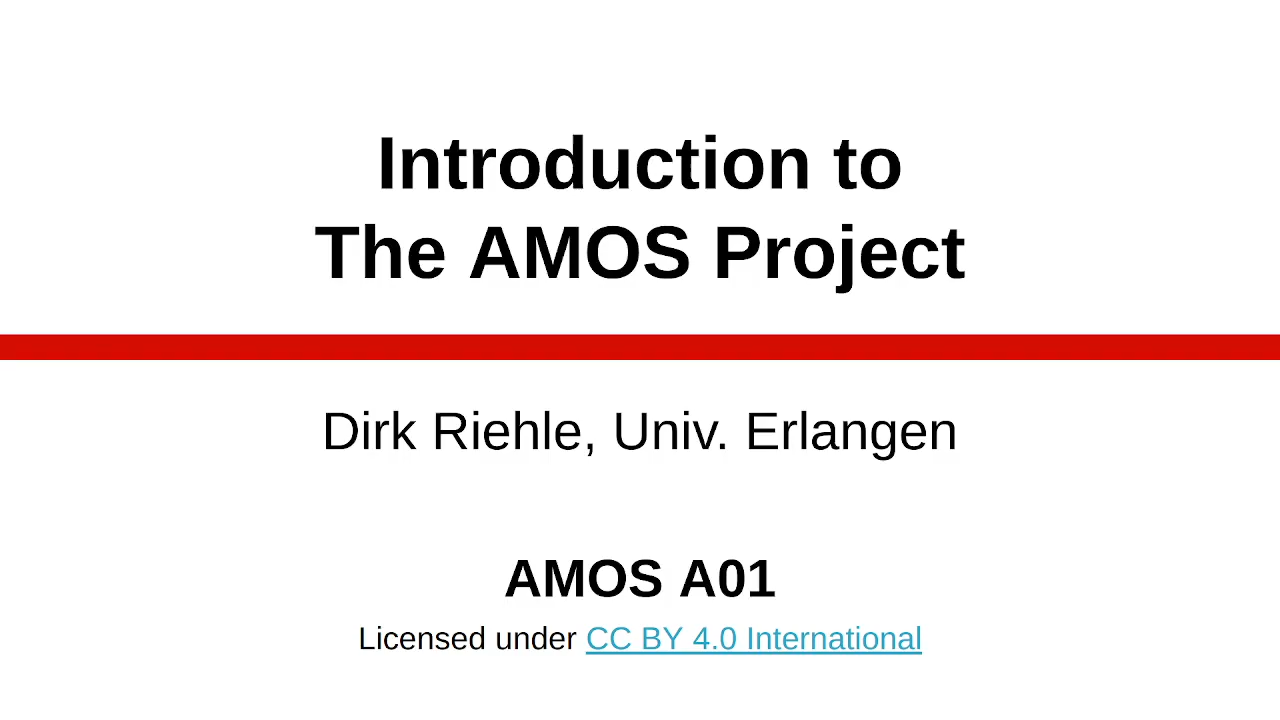 Introduction to
The AMOS Project
Dirk Riehle, Univ. Erlangen
AMOS A01
Licensed under CC BY 4.0 International